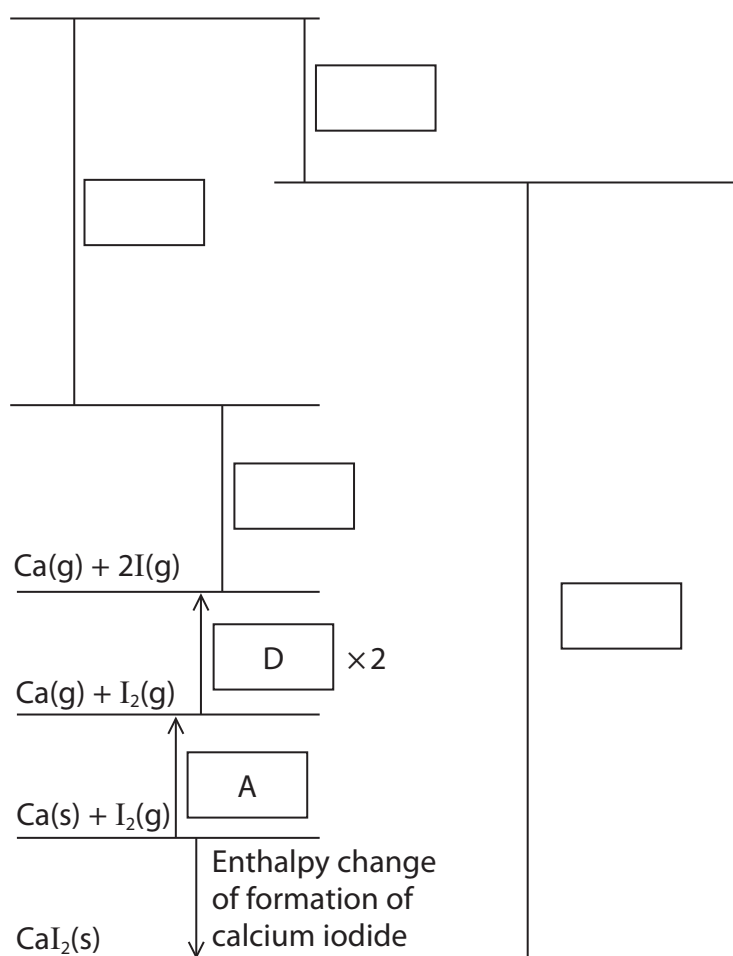 Ca(g) + 2I(g)
D ×2
Ca(g) + I₂(g)
A
Ca(s) + I₂(g)
Enthalpy change
of formation of
calcium iodide
CaI₂(s)